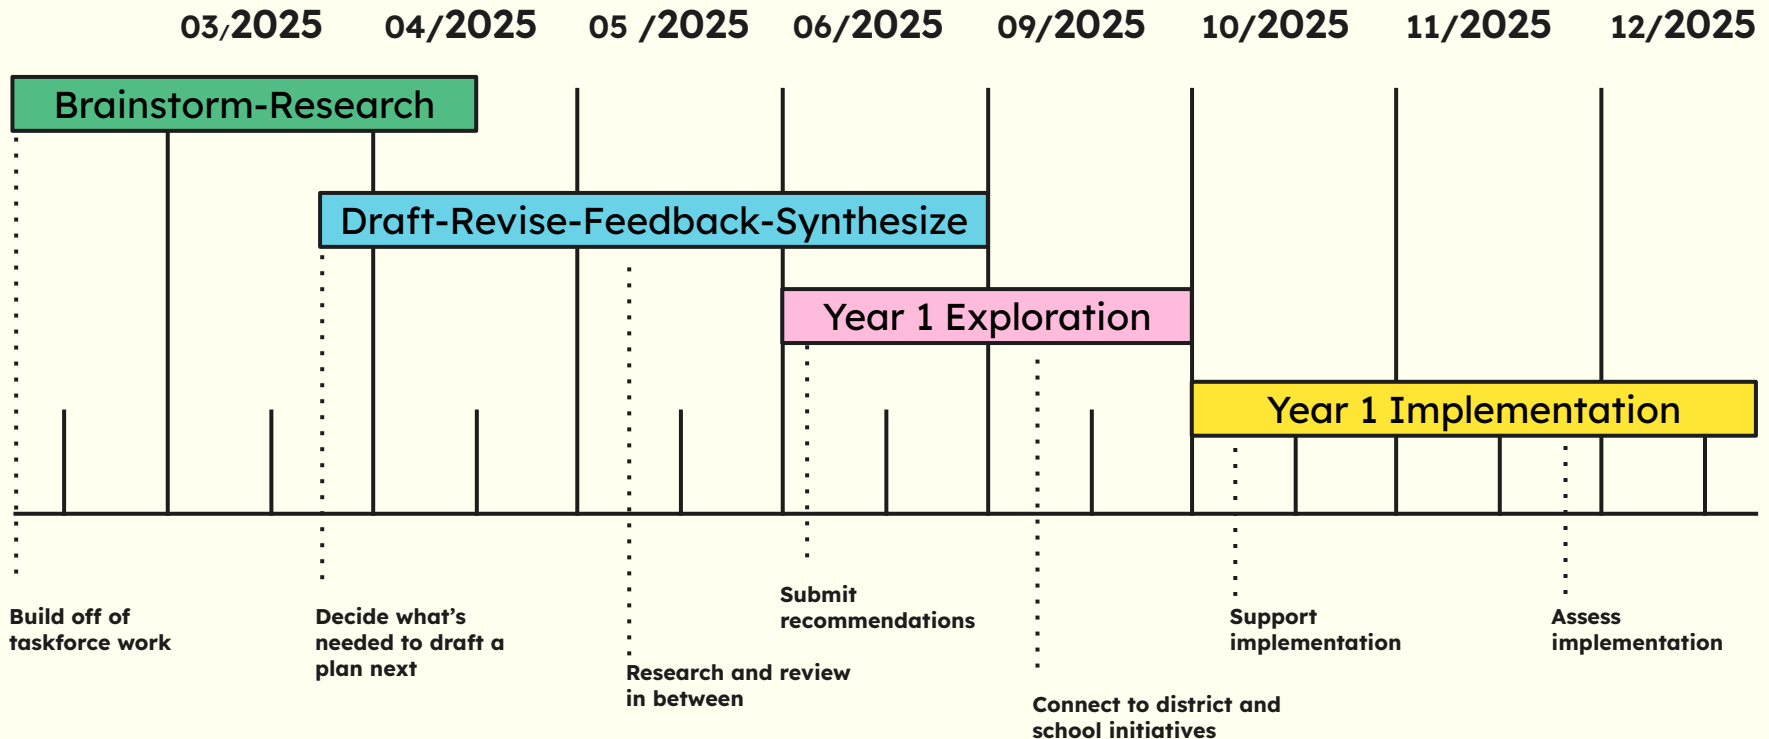 03/2025 04/2025 05 /2025 06/2025 09/2025 10/2025 11/2025 12/2025
Brainstorm-Research
Draft-Revise-Feedback-Synthesize
Year 1 Exploration
Year 1 Implementation
Build off of
taskforce work
Decide what’s
needed to draft a
plan next
Research and review
in between
Submit
recommendations
Connect to district and
school initiatives
Support
implementation
Assess
implementation